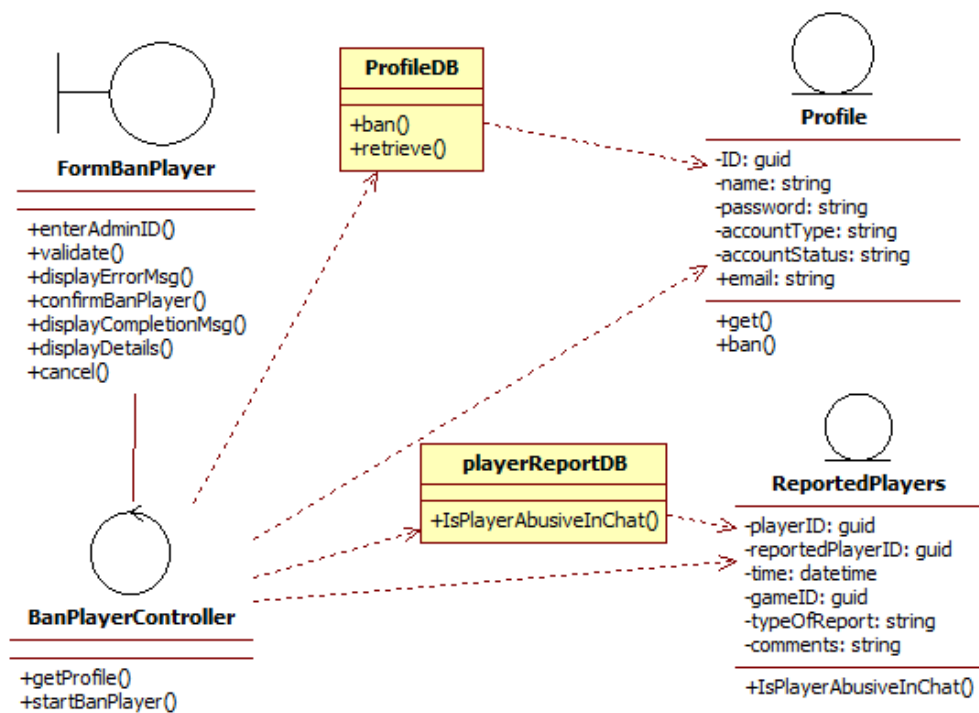 FormBanPlayer
+enterAdminID()
+validate()
+displayErrorMsg()
+confirmBanPlayer()
+displayCompletionMsg()
+displayDetails()
+cancel()
ProfileDB
+ban()
+retrieve()
Profile
-ID: guid
-name: string
-password: string
-accountType: string
-accountStatus: string
+email: string
+get()
+ban()
BanPlayerController
+getProfile()
+startBanPlayer()
playerReportDB
+IsPlayerAbusiveInChat()
ReportedPlayers
-playerID: guid
-reportedPlayerID: guid
-time: datetime
-gameID: guid
-typeOfReport: string
-comments: string
+IsPlayerAbusiveInChat()